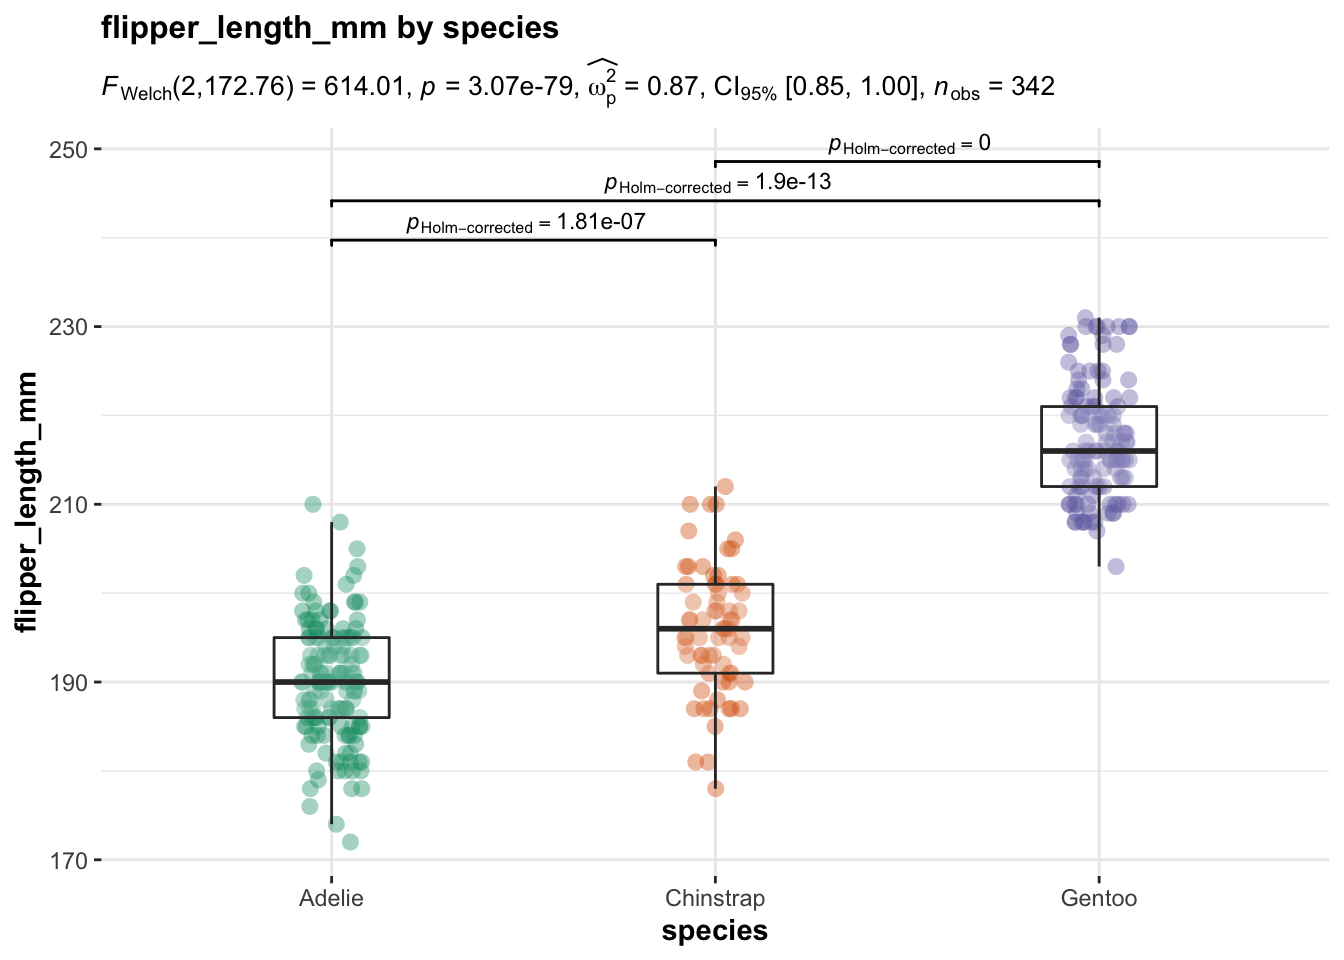 flipper_length_mm by species
F Welch(2,172.76) = 614.01, p = 3.07e-79, ω̂²p = 0.87, CI95% [0.85, 1.00], nobs = 342
pHolm−corrected = 0
pHolm−corrected = 1.9e-13
pHolm−corrected = 1.81e-07
250
230
210
190
170
flipper_length_mm
Adelie
Chinstrap
Gentoo
species